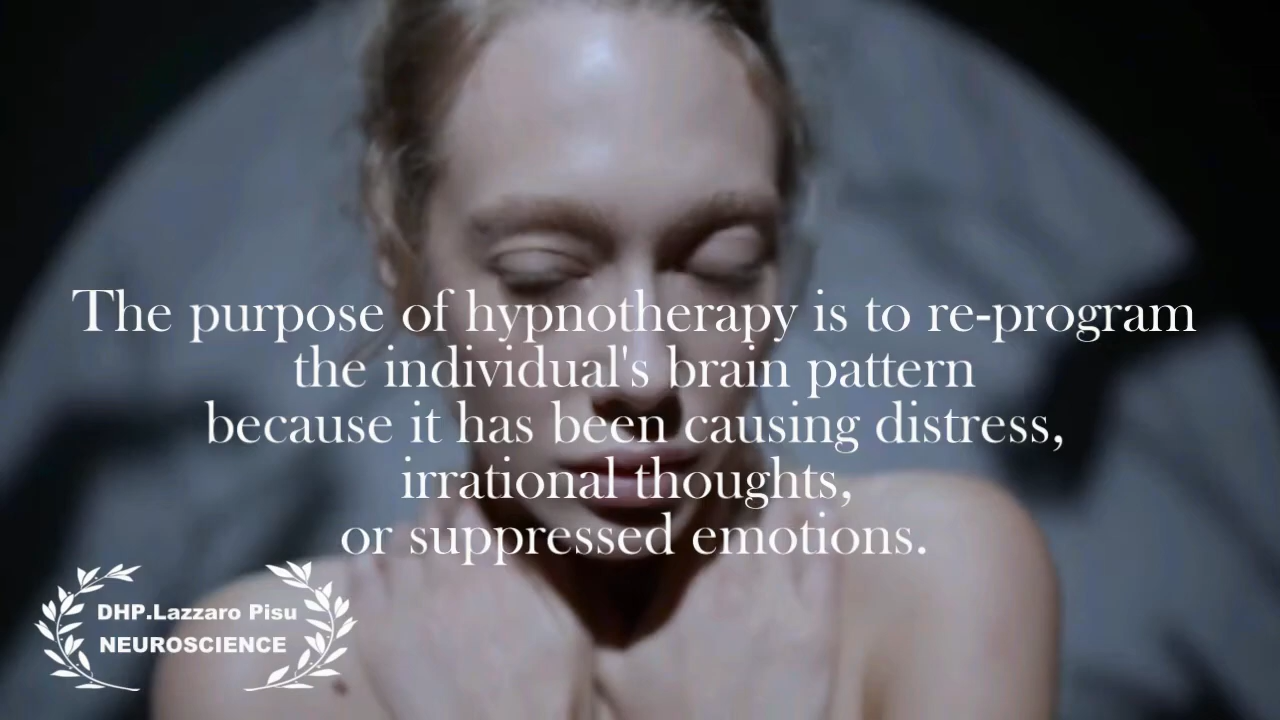 The purpose of hypnotherapy is to re-program
the individual's brain pattern
because it has been causing distress,
irrational thoughts,
or suppressed emotions.
DHP.Lazzaro Pisu
NEUROSCIENCE